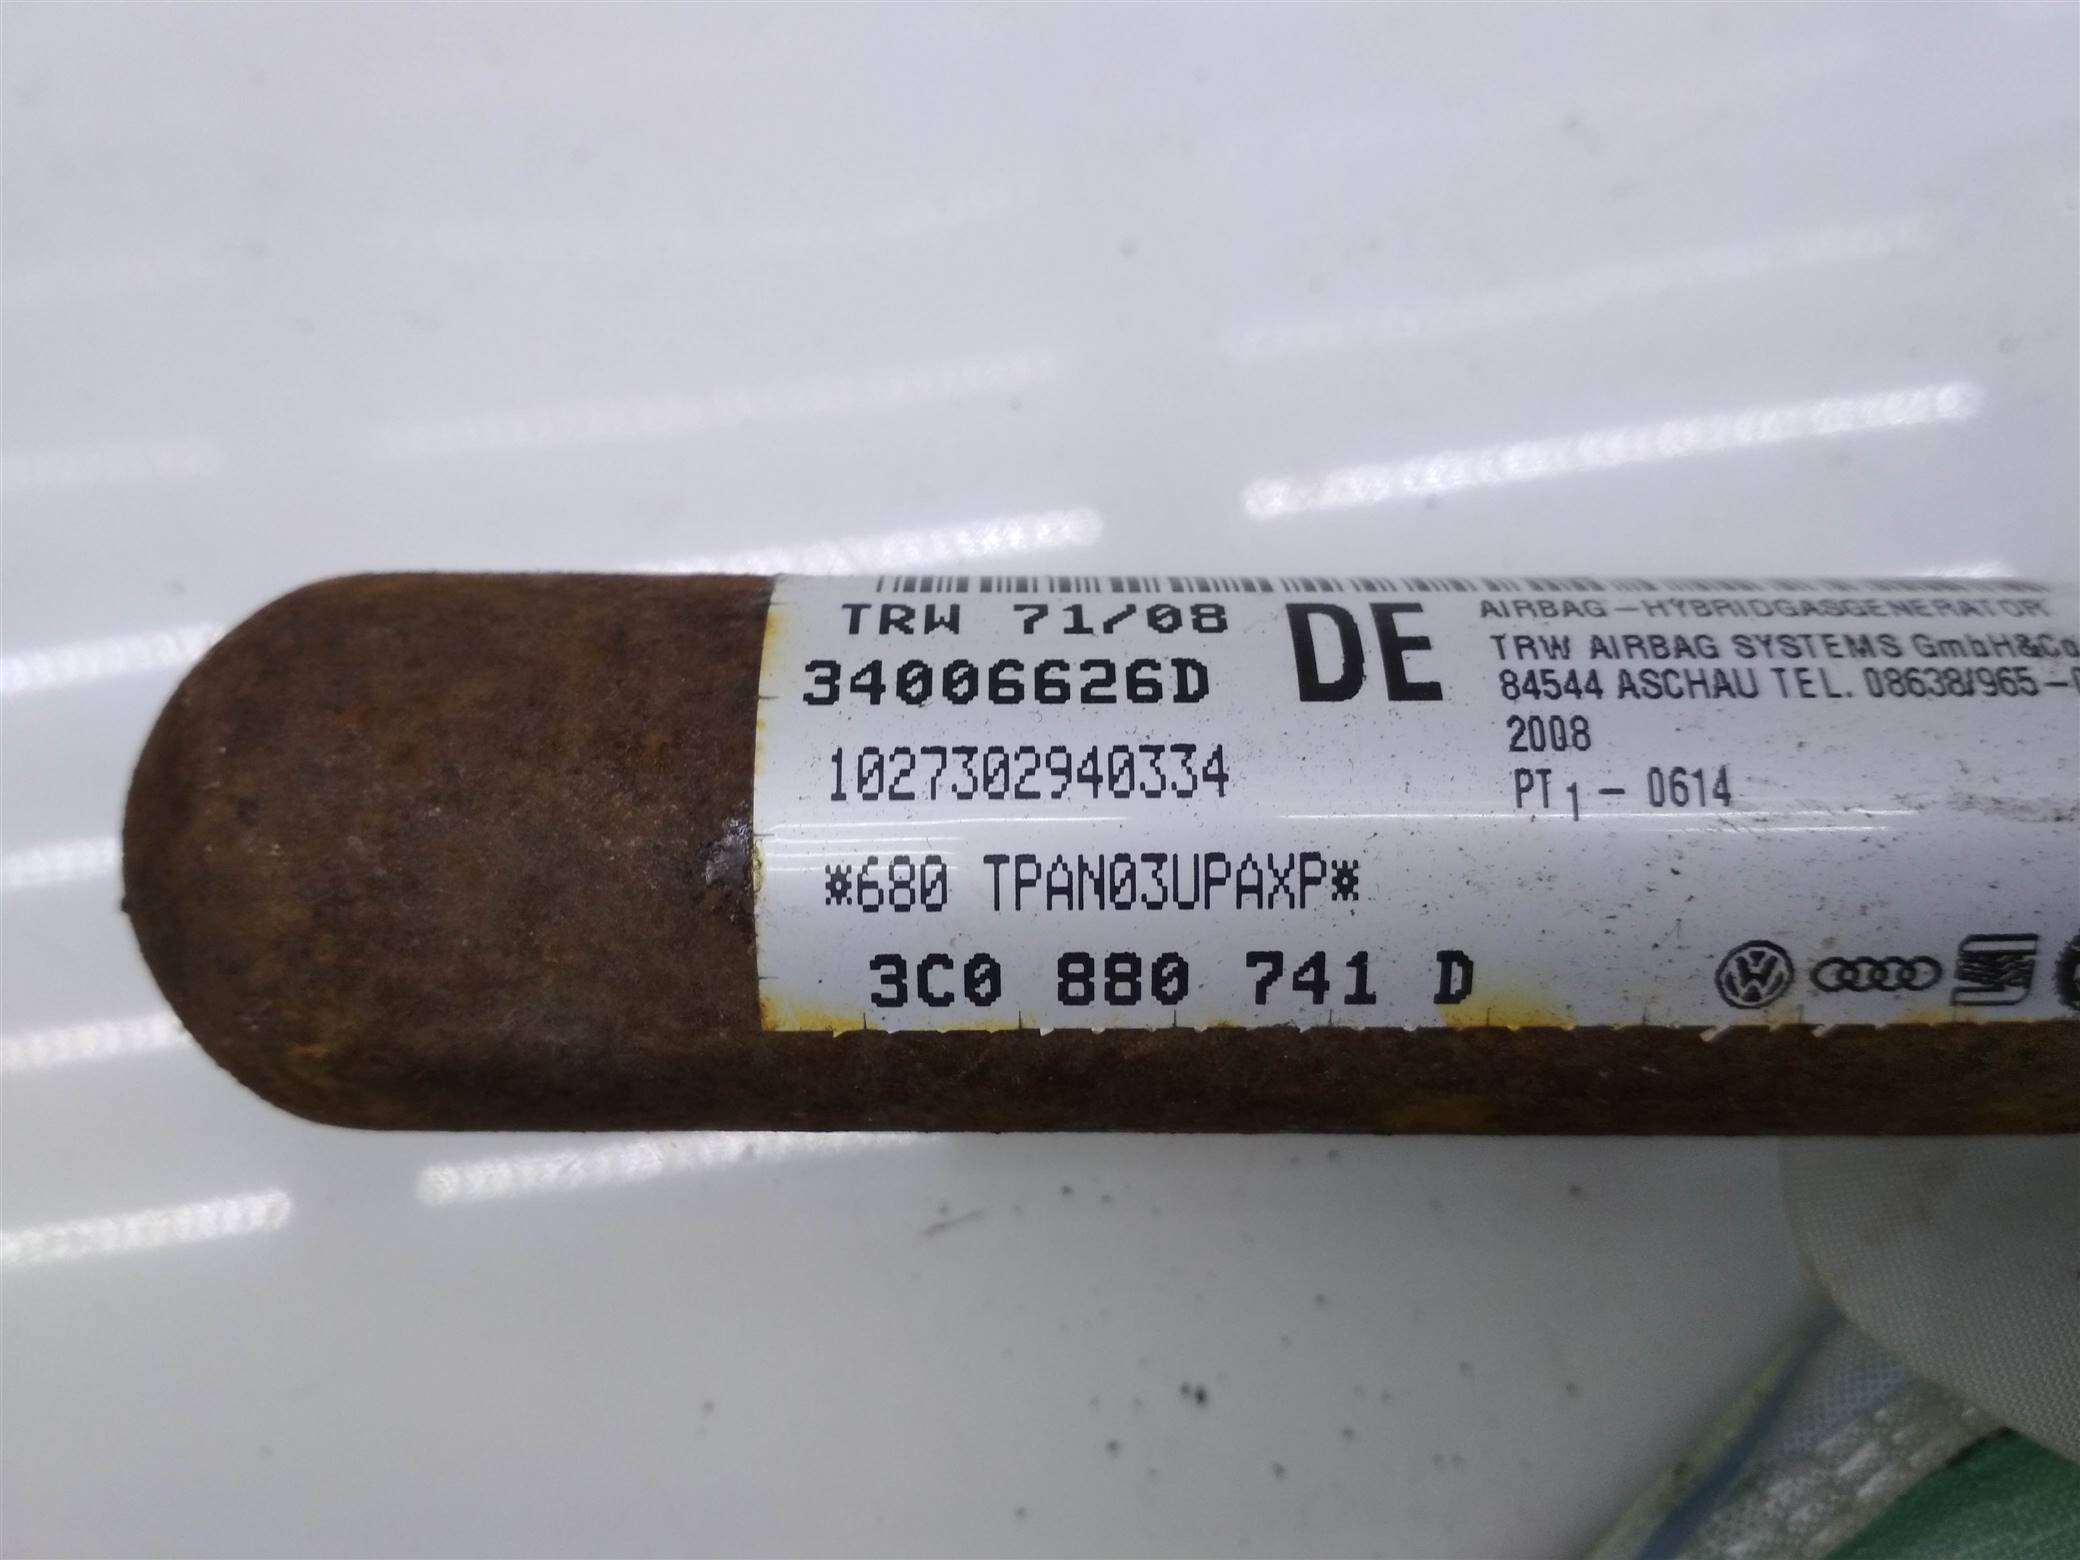 TRW 71/08
34006626D
DE
AIRBAG-HYBRIDGASGENERATOR
TRW AIRBAG SYSTEMS GmbH&Co
84544 ASCHAU TEL. 08638/965-
2008
PT1 - 0614
1027302940334
*680 TPAN03UPAXP*
3C0 880 741 D